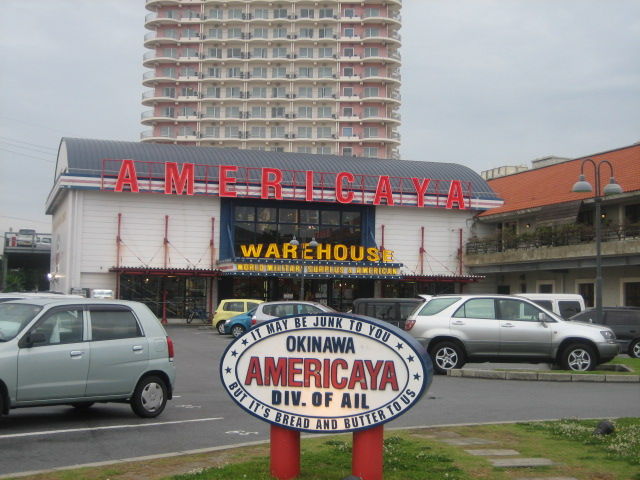 AMERICAYA
WAREHOUSE
WORLD MILITARY SURPLUS & AMERICAN
IT MAY BE JUNK TO YOU
OKINAWA
AMERICAYA
DIV. OF AIL
BUT IT'S BREAD AND BUTTER TO US